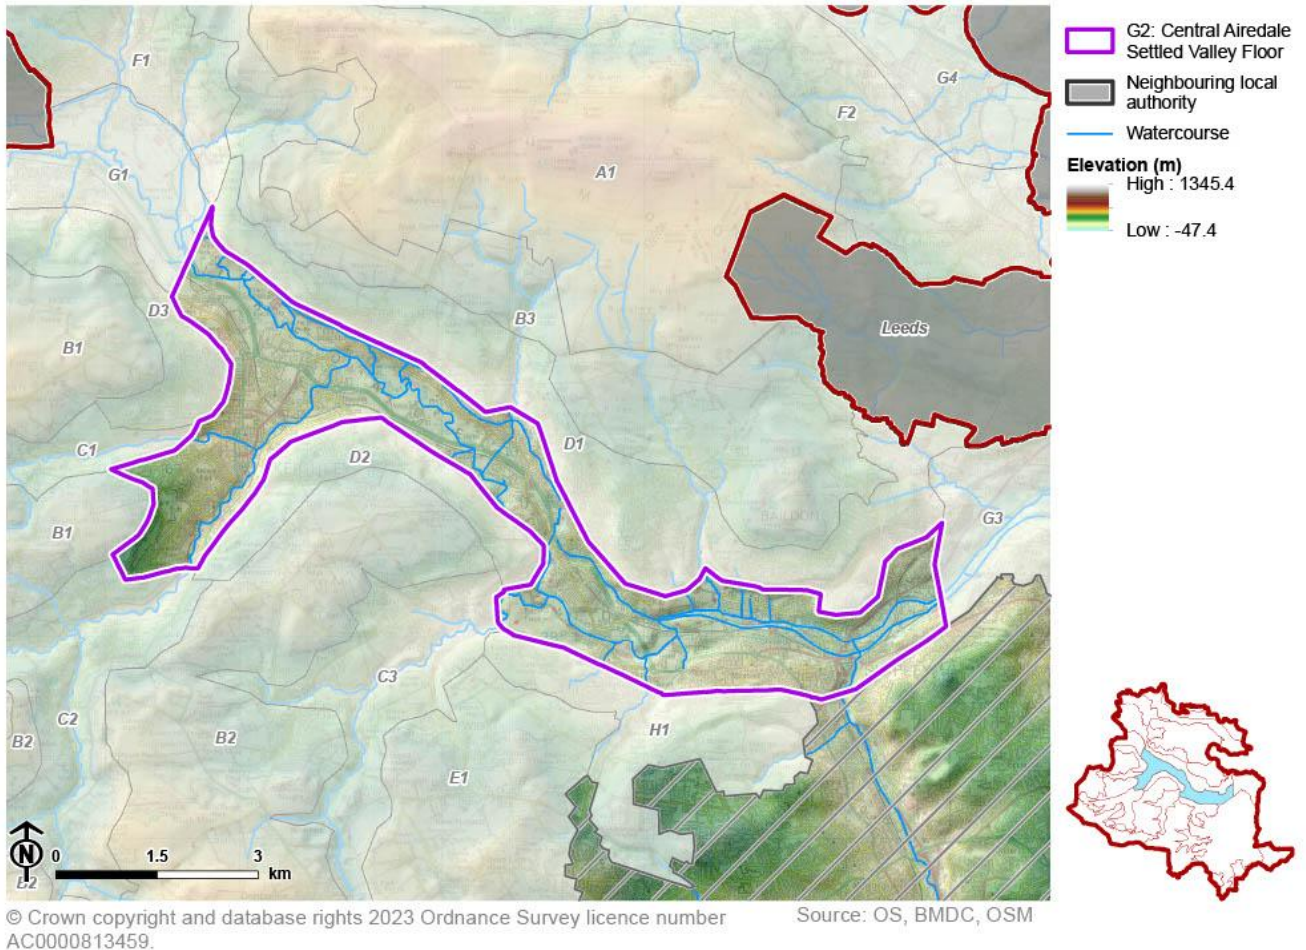 F1
G4
F2
A1
G1
D3
B3
Leeds
B1
D1
C1
D2
B1
G3
BAILDON
C3
C2
H1
B2
B2
E1
B2
N
0 1.5 3
km
G2: Central Airedale
Settled Valley Floor
Neighbouring local
authority
Watercourse
Elevation (m)
High : 1345.4
Low : -47.4
© Crown copyright and database rights 2023 Ordnance Survey licence number
AC0000813459.
Source: OS, BMDC, OSM